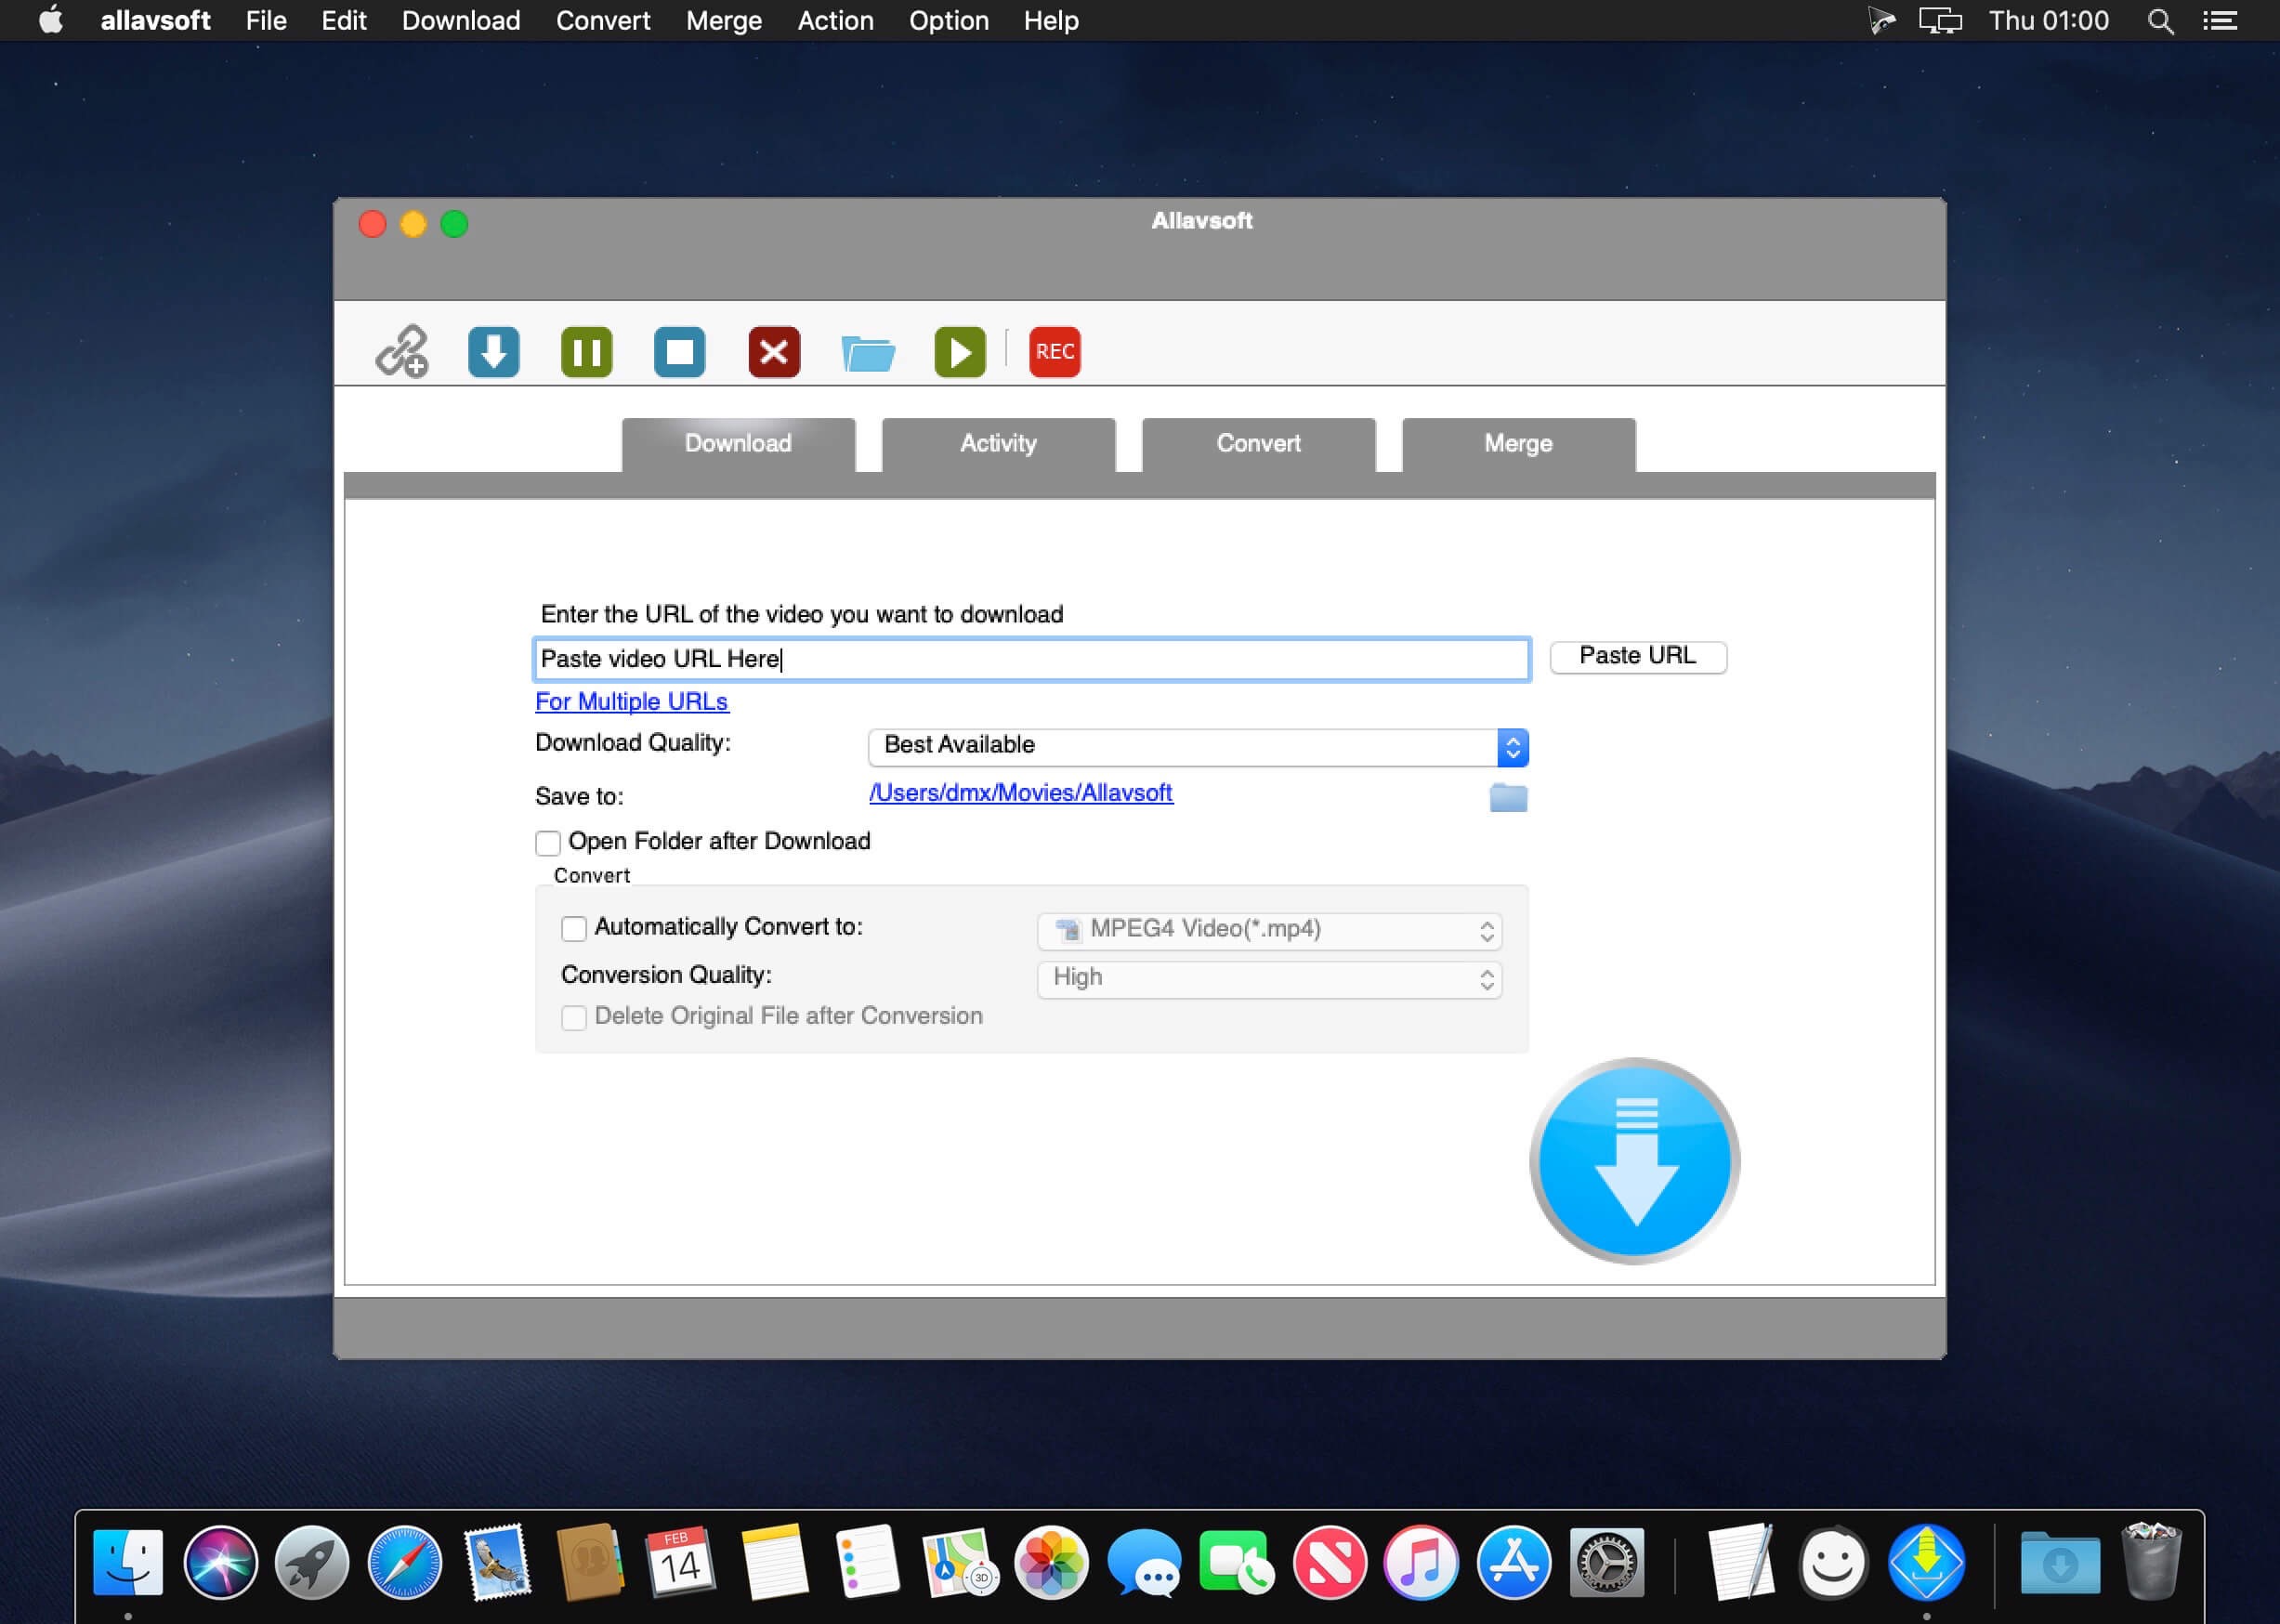 allavsoft File Edit Download Convert Merge Action Option Help Thu 01:00
Allavsoft
REC
Download Activity Convert Merge
Enter the URL of the video you want to download
Paste video URL Here
Paste URL
For Multiple URLs
Download Quality: Best Available
Save to: /Users/dmx/Movies/Allavsoft
Open Folder after Download
Convert
Automatically Convert to: MPEG4 Video(*.mp4)
Conversion Quality: High
Delete Original File after Conversion
FEB
14
3D